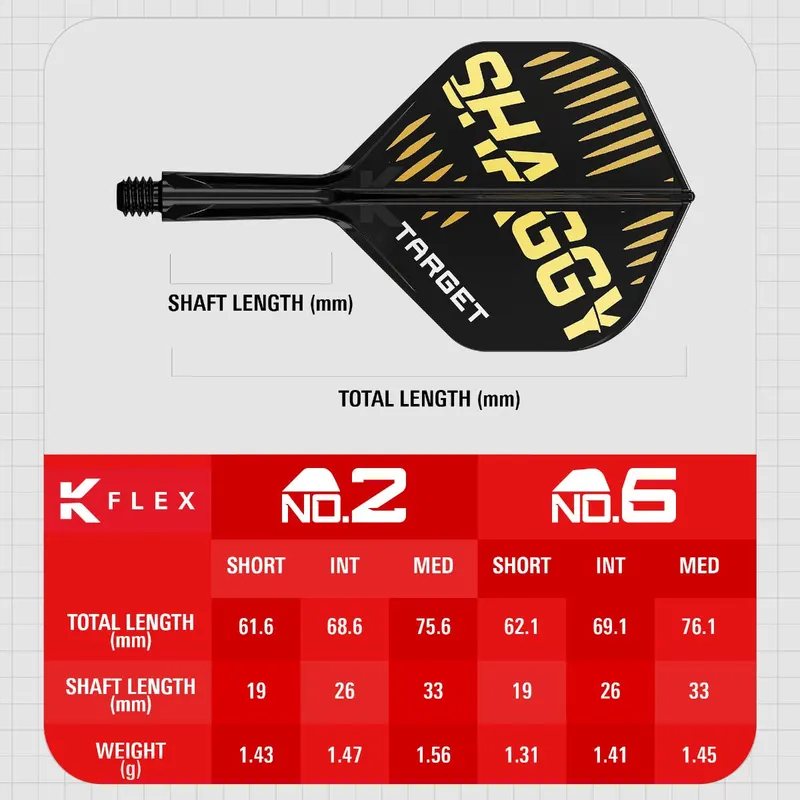 SHAGGY
K
TARGET
SHAFT LENGTH (mm)
TOTAL LENGTH (mm)
K FLEX NO.2 NO.6
SHORT INT MED SHORT INT MED
TOTAL LENGTH
(mm) 61.6 68.6 75.6 62.1 69.1 76.1
SHAFT LENGTH
(mm) 19 26 33 19 26 33
WEIGHT
(g) 1.43 1.47 1.56 1.31 1.41 1.45